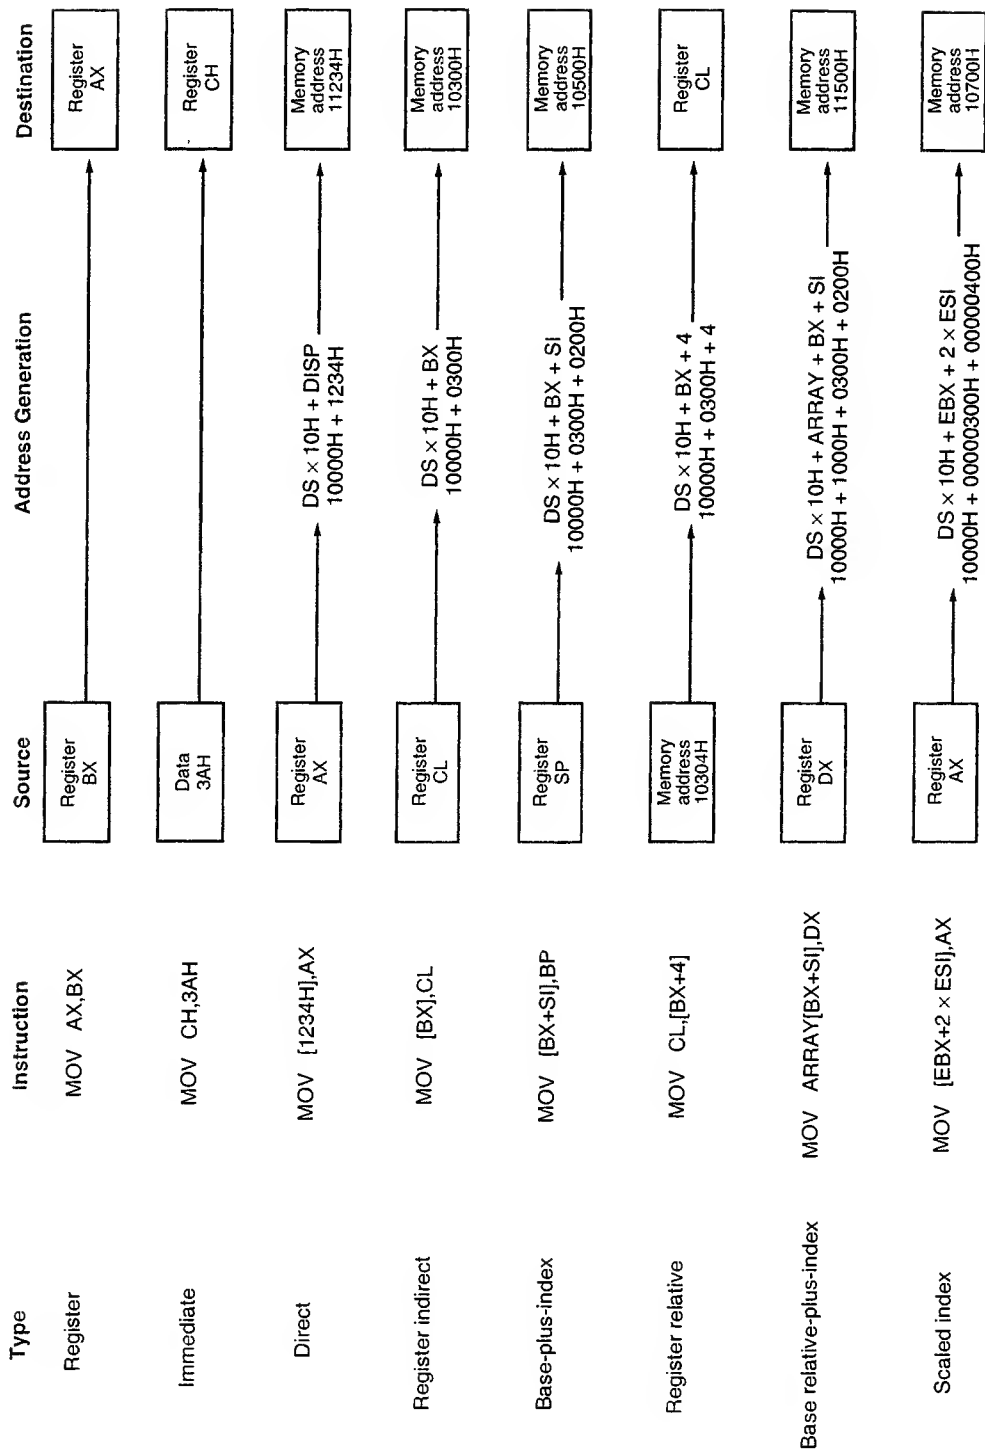 Type Instruction Source Address Generation Destination
Register MOV AX,BX Register
BX Register
AX
Immediate MOV CH,3AH Data
3AH Register
CH
Direct MOV [1234H],AX Register
AX DS × 10H + DISP
10000H + 1234H Memory
address
11234H
Register indirect MOV [BX],CL Register
CL DS × 10H + BX
10000H + 0300H Memory
address
10300H
Base-plus-index MOV [BX+SI],BP Register
SP DS × 10H + BX + SI
10000H + 0300H + 0200H Memory
address
10500H
Register relative MOV CL,[BX+4] Memory
address
10304H DS × 10H + BX + 4
10000H + 0300H + 4 Register
CL
Base relative-plus-index MOV ARRAY[BX+SI],DX Register
DX DS × 10H + ARRAY + BX + SI
10000H + 1000H + 0300H + 0200H Memory
address
11500H
Scaled index MOV [EBX+2 × ESI],AX Register
AX DS × 10H + EBX + 2 × ESI
10000H + 00000300H + 00000400H Memory
address
10700H